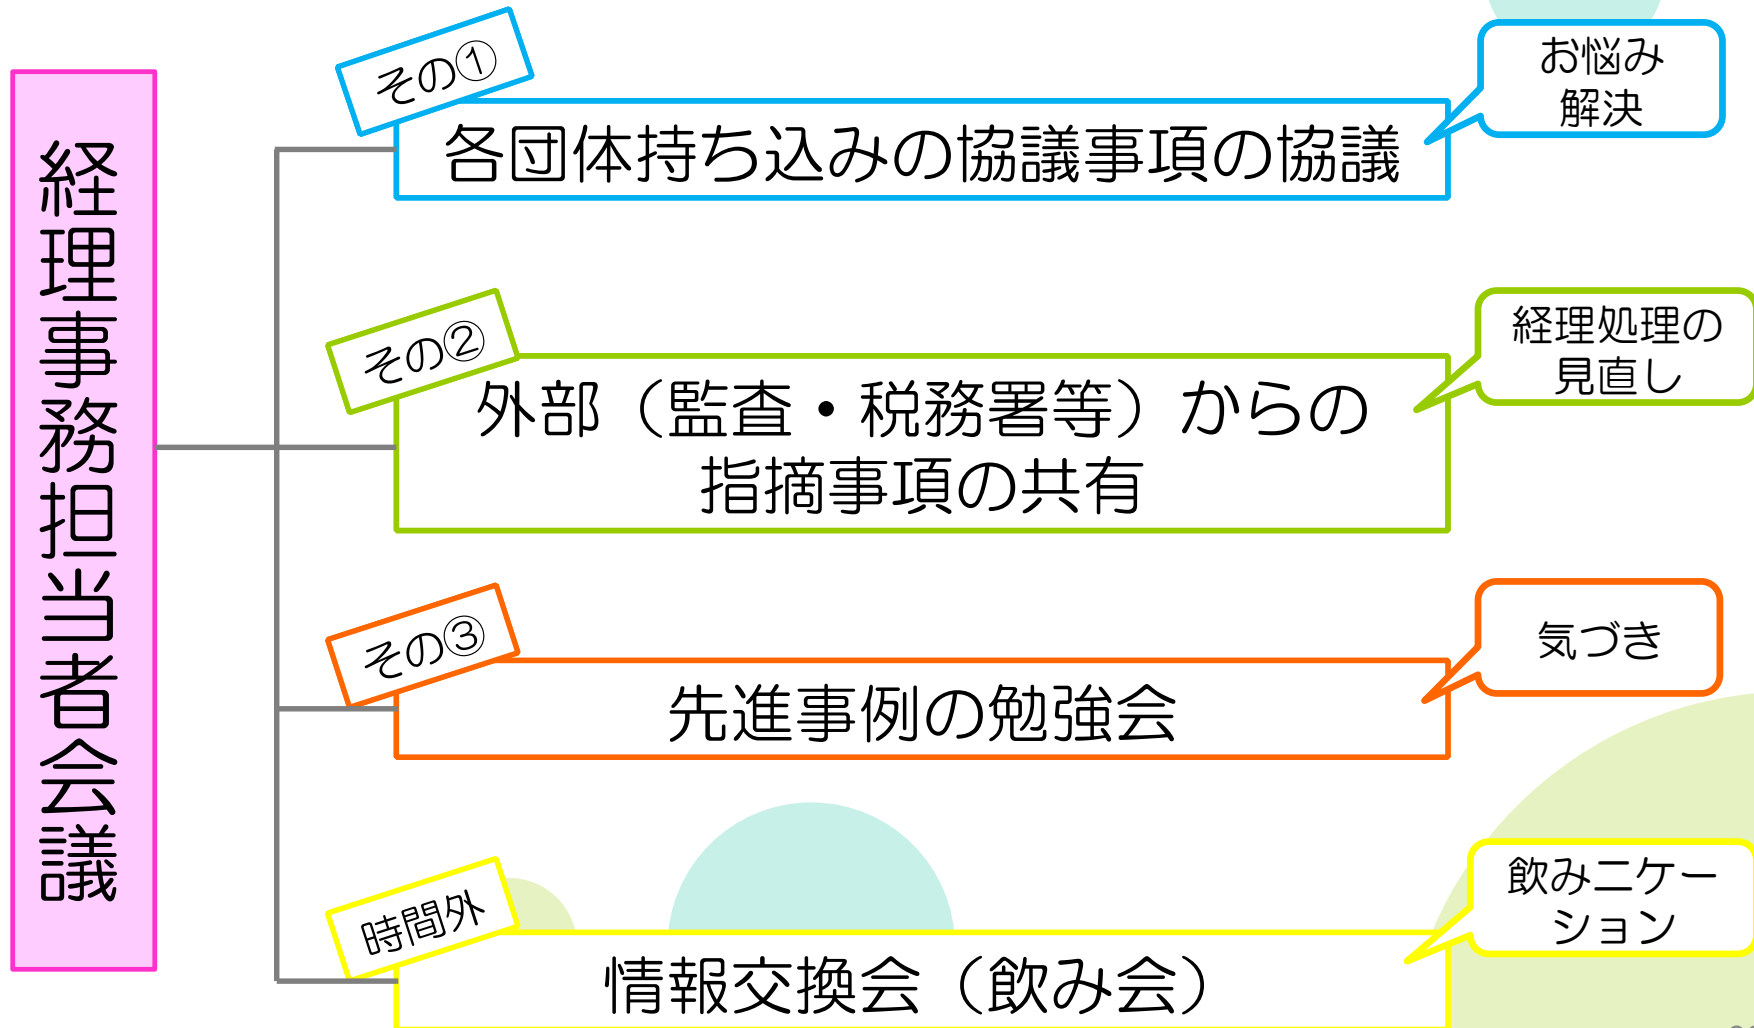 経理事務担当者会議
その①
各団体持ち込みの協議事項の協議
お悩み
解決
その②
外部（監査・税務署等）からの
指摘事項の共有
経理処理の
見直し
その③
先進事例の勉強会
気づき
時間外
情報交換会（飲み会）
飲みニケー
ション